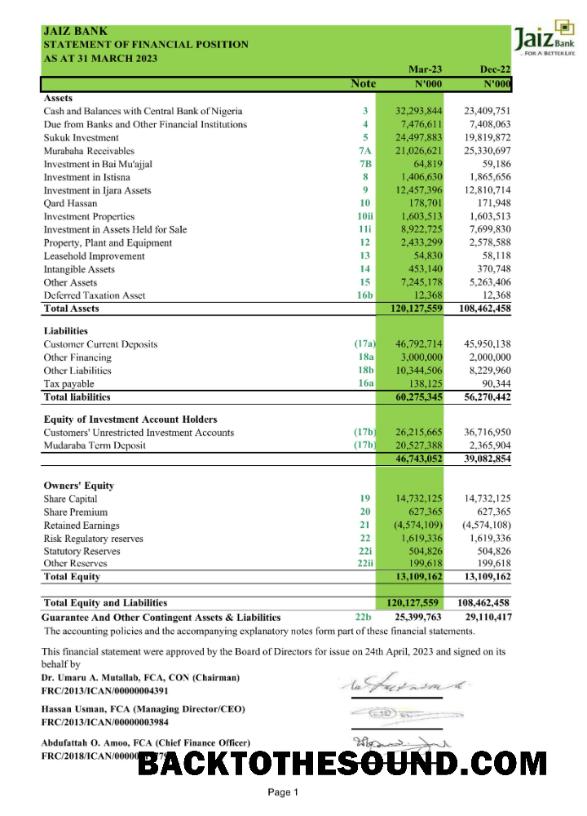 JAIZ BANK
STATEMENT OF FINANCIAL POSITION
AS AT 31 MARCH 2023
Jaiz Bank
FOR A BETTER LIFE
Mar-23 Dec-22
Note N'000 N'000
Assets
Cash and Balances with Central Bank of Nigeria 3 32,293,844 23,409,751
Due from Banks and Other Financial Institutions 4 7,476,611 7,408,063
Sukuk Investment 5 24,497,883 19,819,872
Murabaha Receivables 7A 21,026,621 25,330,697
Investment in Bai Mu'ajjal 7B 64,819 59,186
Investment in Istisna 8 1,406,630 1,865,656
Investment in Ijara Assets 9 12,457,396 12,810,714
Qard Hassan 10 178,701 171,948
Investment Properties 10ii 1,603,513 1,603,513
Investment in Assets Held for Sale 11i 8,922,725 7,699,830
Property, Plant and Equipment 12 2,433,299 2,578,588
Leasehold Improvement 13 54,830 58,118
Intangible Assets 14 453,140 370,748
Other Assets 15 7,245,178 5,263,406
Deferred Taxation Asset 16b 12,368 12,368
Total Assets 120,127,559 108,462,458
Liabilities
Customer Current Deposits (17a) 46,792,714 45,950,138
Other Financing 18a 3,000,000 2,000,000
Other Liabilities 18b 10,344,506 8,229,960
Tax payable 16a 138,125 90,344
Total liabilities 60,275,345 56,270,442
Equity of Investment Account Holders
Customers' Unrestricted Investment Accounts (17b) 26,215,665 36,716,950
Mudaraba Term Deposit (17b) 20,527,388 2,365,904
46,743,052 39,082,854
Owners' Equity
Share Capital 19 14,732,125 14,732,125
Share Premium 20 627,365 627,365
Retained Earnings 21 (4,574,109) (4,574,108)
Risk Regulatory reserves 22 1,619,336 1,619,336
Statutory Reserves 22i 504,826 504,826
Other Reserves 22ii 199,618 199,618
Total Equity 13,109,162 13,109,162
Total Equity and Liabilities 120,127,559 108,462,458
Guarantee And Other Contingent Assets & Liabilities 22b 25,399,763 29,110,417
The accounting policies and the accompanying explanatory notes form part of these financial statements.
This financial statement were approved by the Board of Directors for issue on 24th April, 2023 and signed on its
behalf by
Dr. Umaru A. Mutallab, FCA, CON (Chairman)
FRC/2013/ICAN/00000004391
Hassan Usman, FCA (Managing Director/CEO)
FRC/2013/ICAN/00000003984
Abdufattah O. Amoo, FCA (Chief Finance Officer)
BACKTOTHESOUND.COM
Page 1